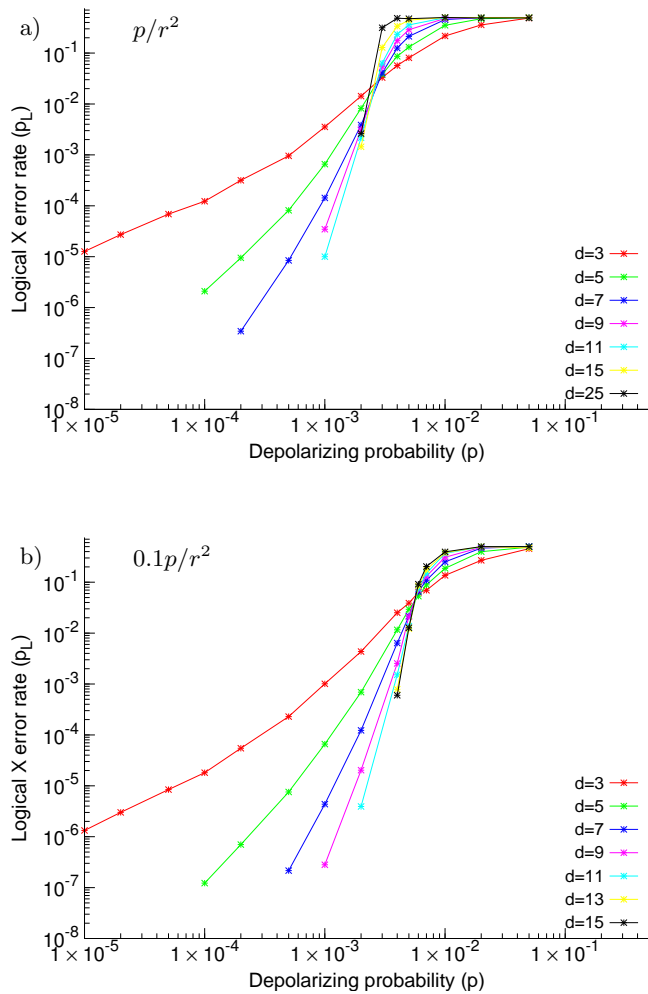 a) p/r²
Logical X error rate (p_L)
10⁻¹
10⁻²
10⁻³
10⁻⁴
10⁻⁵
10⁻⁶
10⁻⁷
10⁻⁸
d=3
d=5
d=7
d=9
d=11
d=15
d=25
1 × 10⁻⁵ 1 × 10⁻⁴ 1 × 10⁻³ 1 × 10⁻² 1 × 10⁻¹
Depolarizing probability (p)
b) 0.1p/r²
Logical X error rate (p_L)
10⁻¹
10⁻²
10⁻³
10⁻⁴
10⁻⁵
10⁻⁶
10⁻⁷
10⁻⁸
d=3
d=5
d=7
d=9
d=11
d=13
d=15
1 × 10⁻⁵ 1 × 10⁻⁴ 1 × 10⁻³ 1 × 10⁻² 1 × 10⁻¹
Depolarizing probability (p)